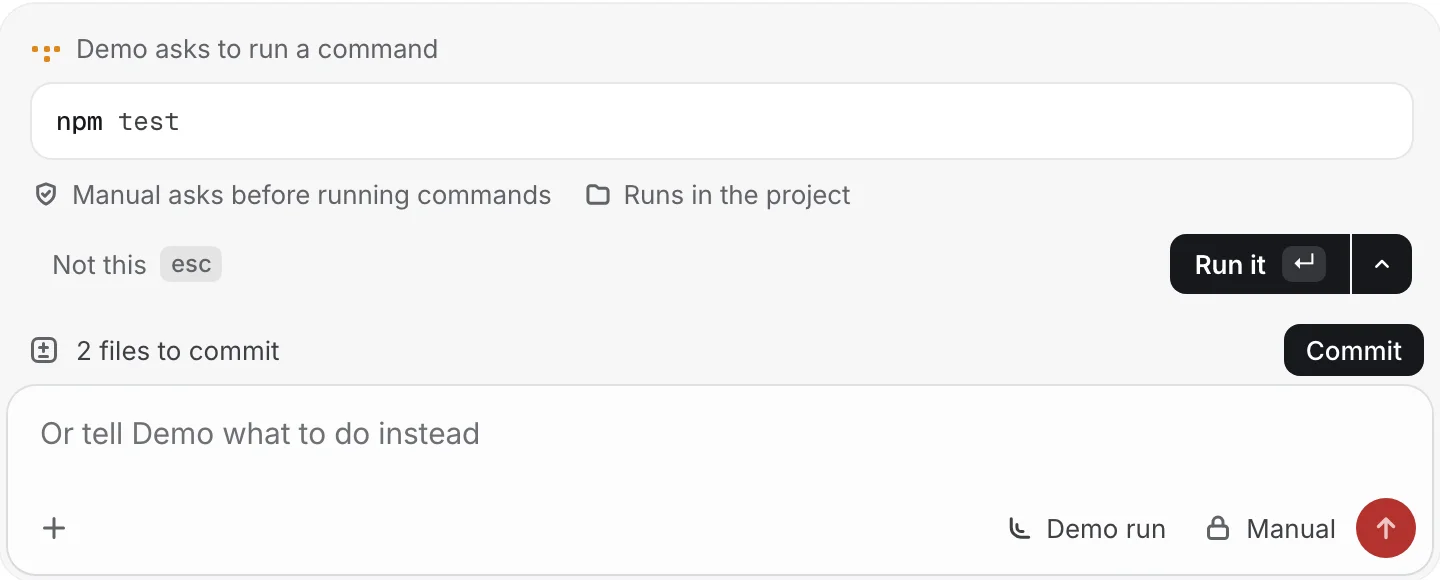 Demo asks to run a command
npm test
Manual asks before running commands Runs in the project
Not this esc Run it
2 files to commit Commit
Or tell Demo what to do instead
Demo run Manual